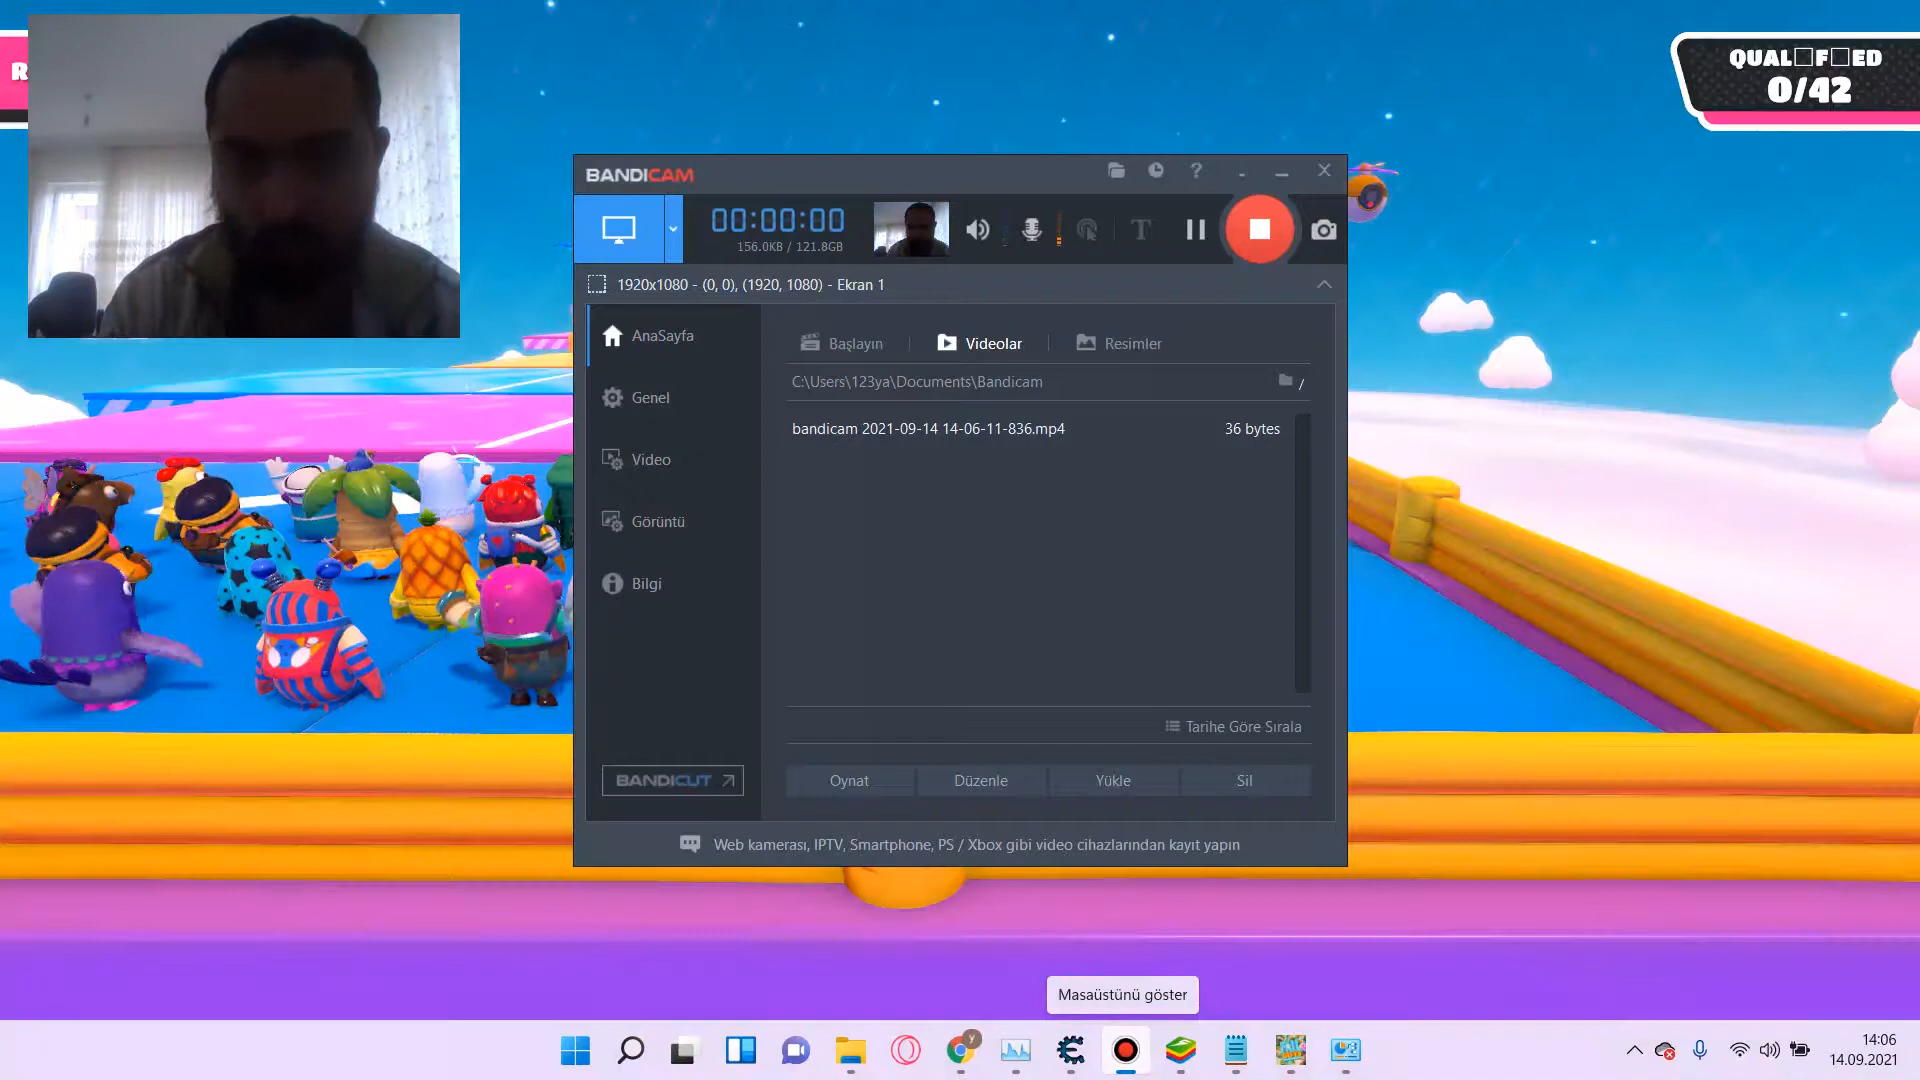 R
QUAL□F□ED
0/42
BANDICAM
?
00:00:00
156.0KB / 121.8GB
T
1920x1080 - (0, 0), (1920, 1080) - Ekran 1
AnaSayfa
Genel
Video
Görüntü
Bilgi
Başlayın
Videolar
Resimler
C:\Users\123ya\Documents\Bandicam
/
bandicam 2021-09-14 14-06-11-836.mp4
36 bytes
Tarihe Göre Sırala
BANDICUT
Oynat
Düzenle
Yükle
Sil
Web kamerası, IPTV, Smartphone, PS / Xbox gibi video cihazlarından kayıt yapın
Masaüstünü göster
y
14:06
14.09.2021